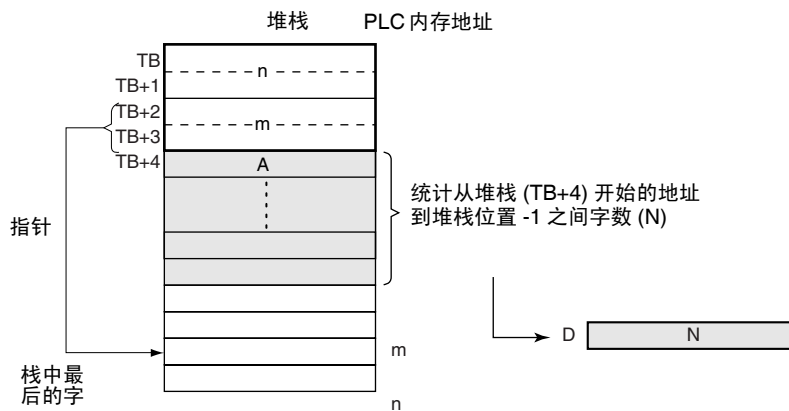 堆栈 PLC 内存地址
TB
n
TB+1
TB+2
m
TB+3
TB+4
A
统计从堆栈 (TB+4) 开始的地址
到堆栈位置 -1 之间字数 (N)
指针
D
N
m
栈中最
后的字
n